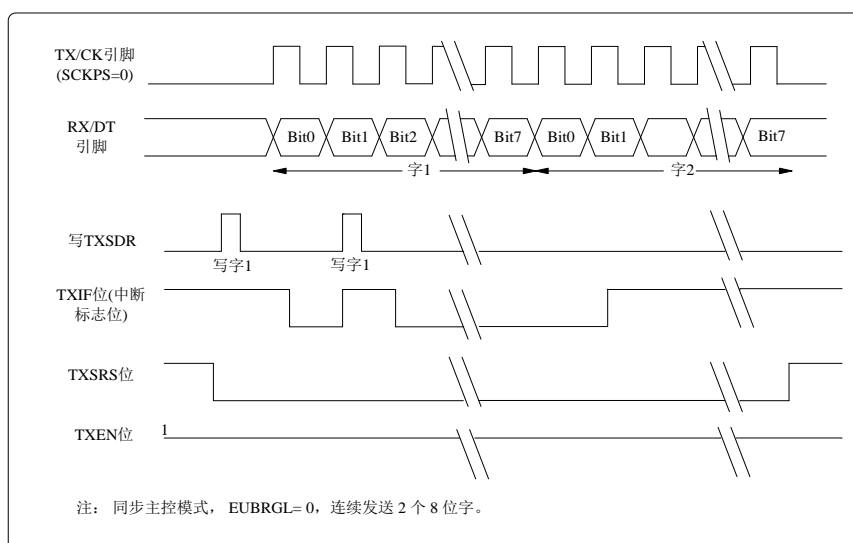 TX/CK引脚
(SCKPS=0)
RX/DT
引脚
Bit0 Bit1 Bit2 Bit7 Bit0 Bit1 Bit7
字1 字2
写TXSDR
写字1 写字1
TXIF位(中断
标志位)
TXSRS位
TXEN位 1
注： 同步主控模式， EUBRGL= 0，连续发送 2 个 8 位字。